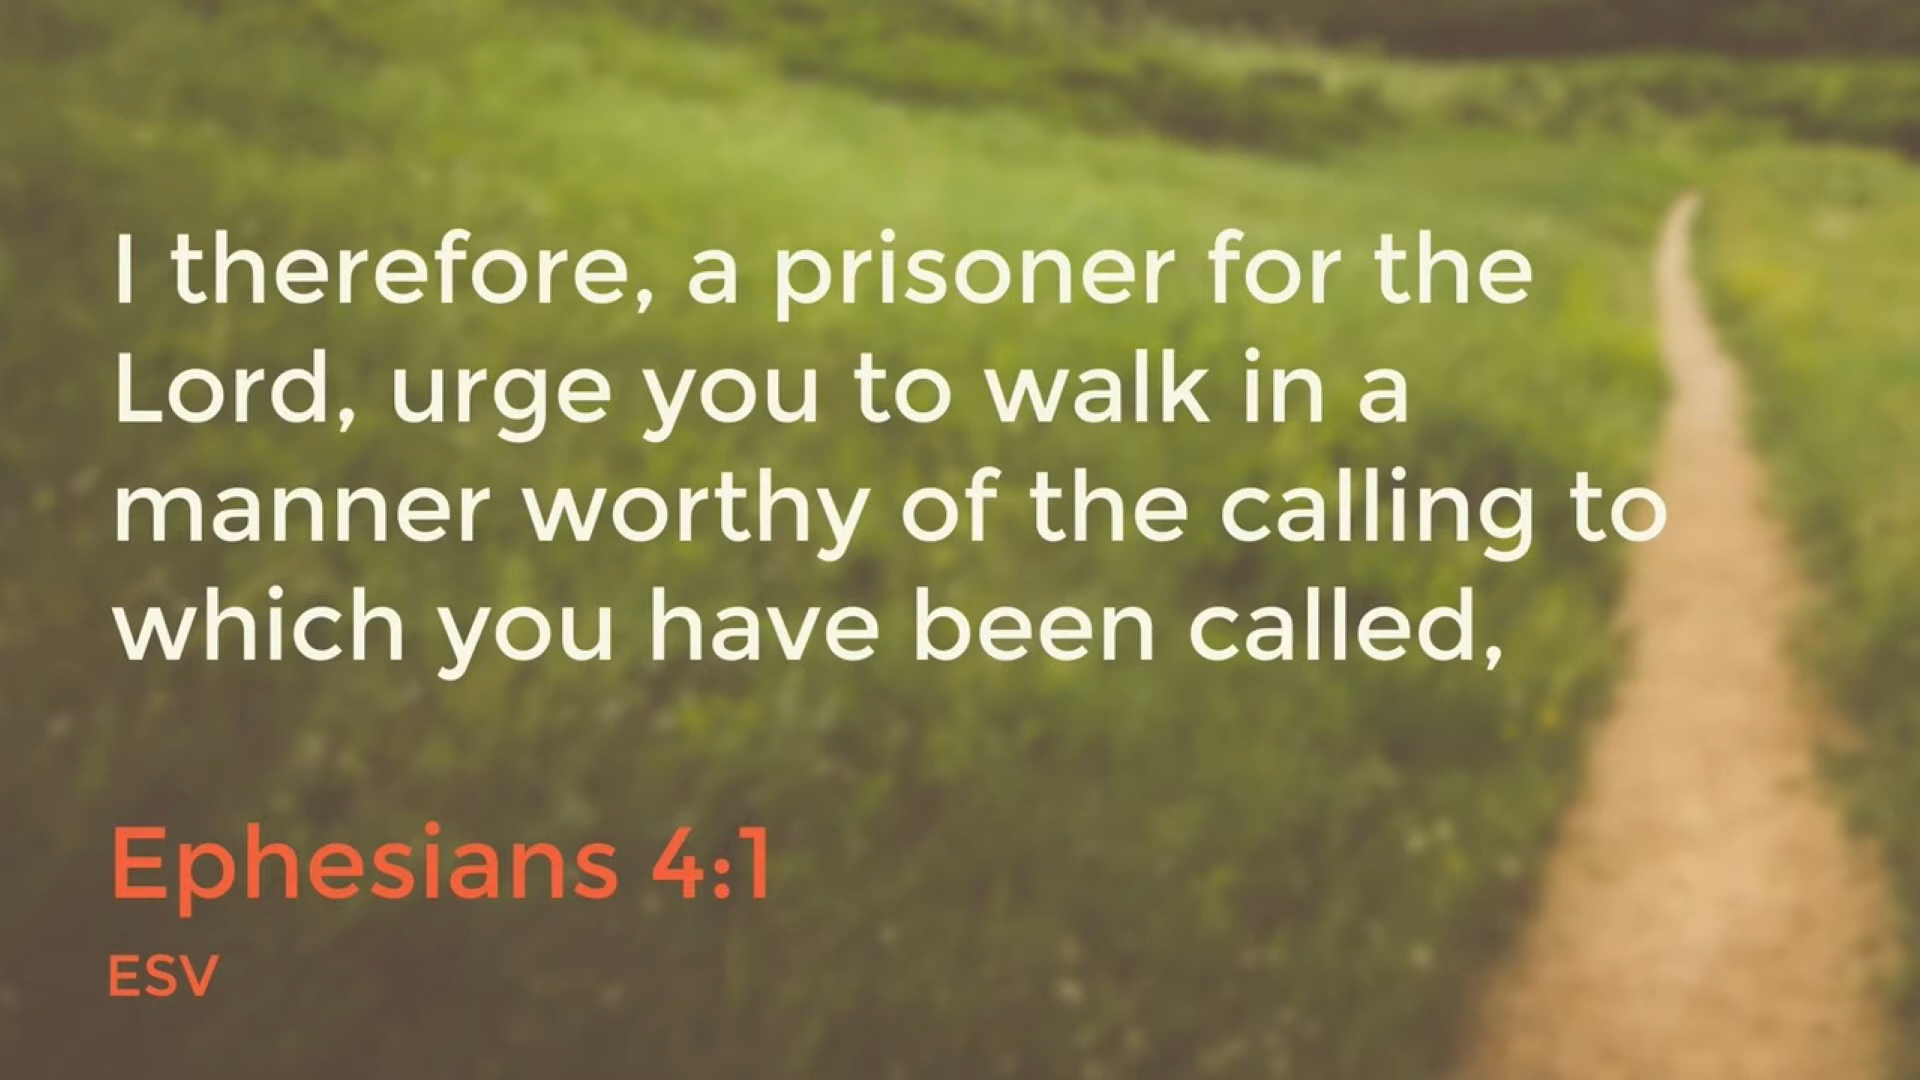 I therefore, a prisoner for the
Lord, urge you to walk in a
manner worthy of the calling to
which you have been called,
Ephesians 4:1
ESV